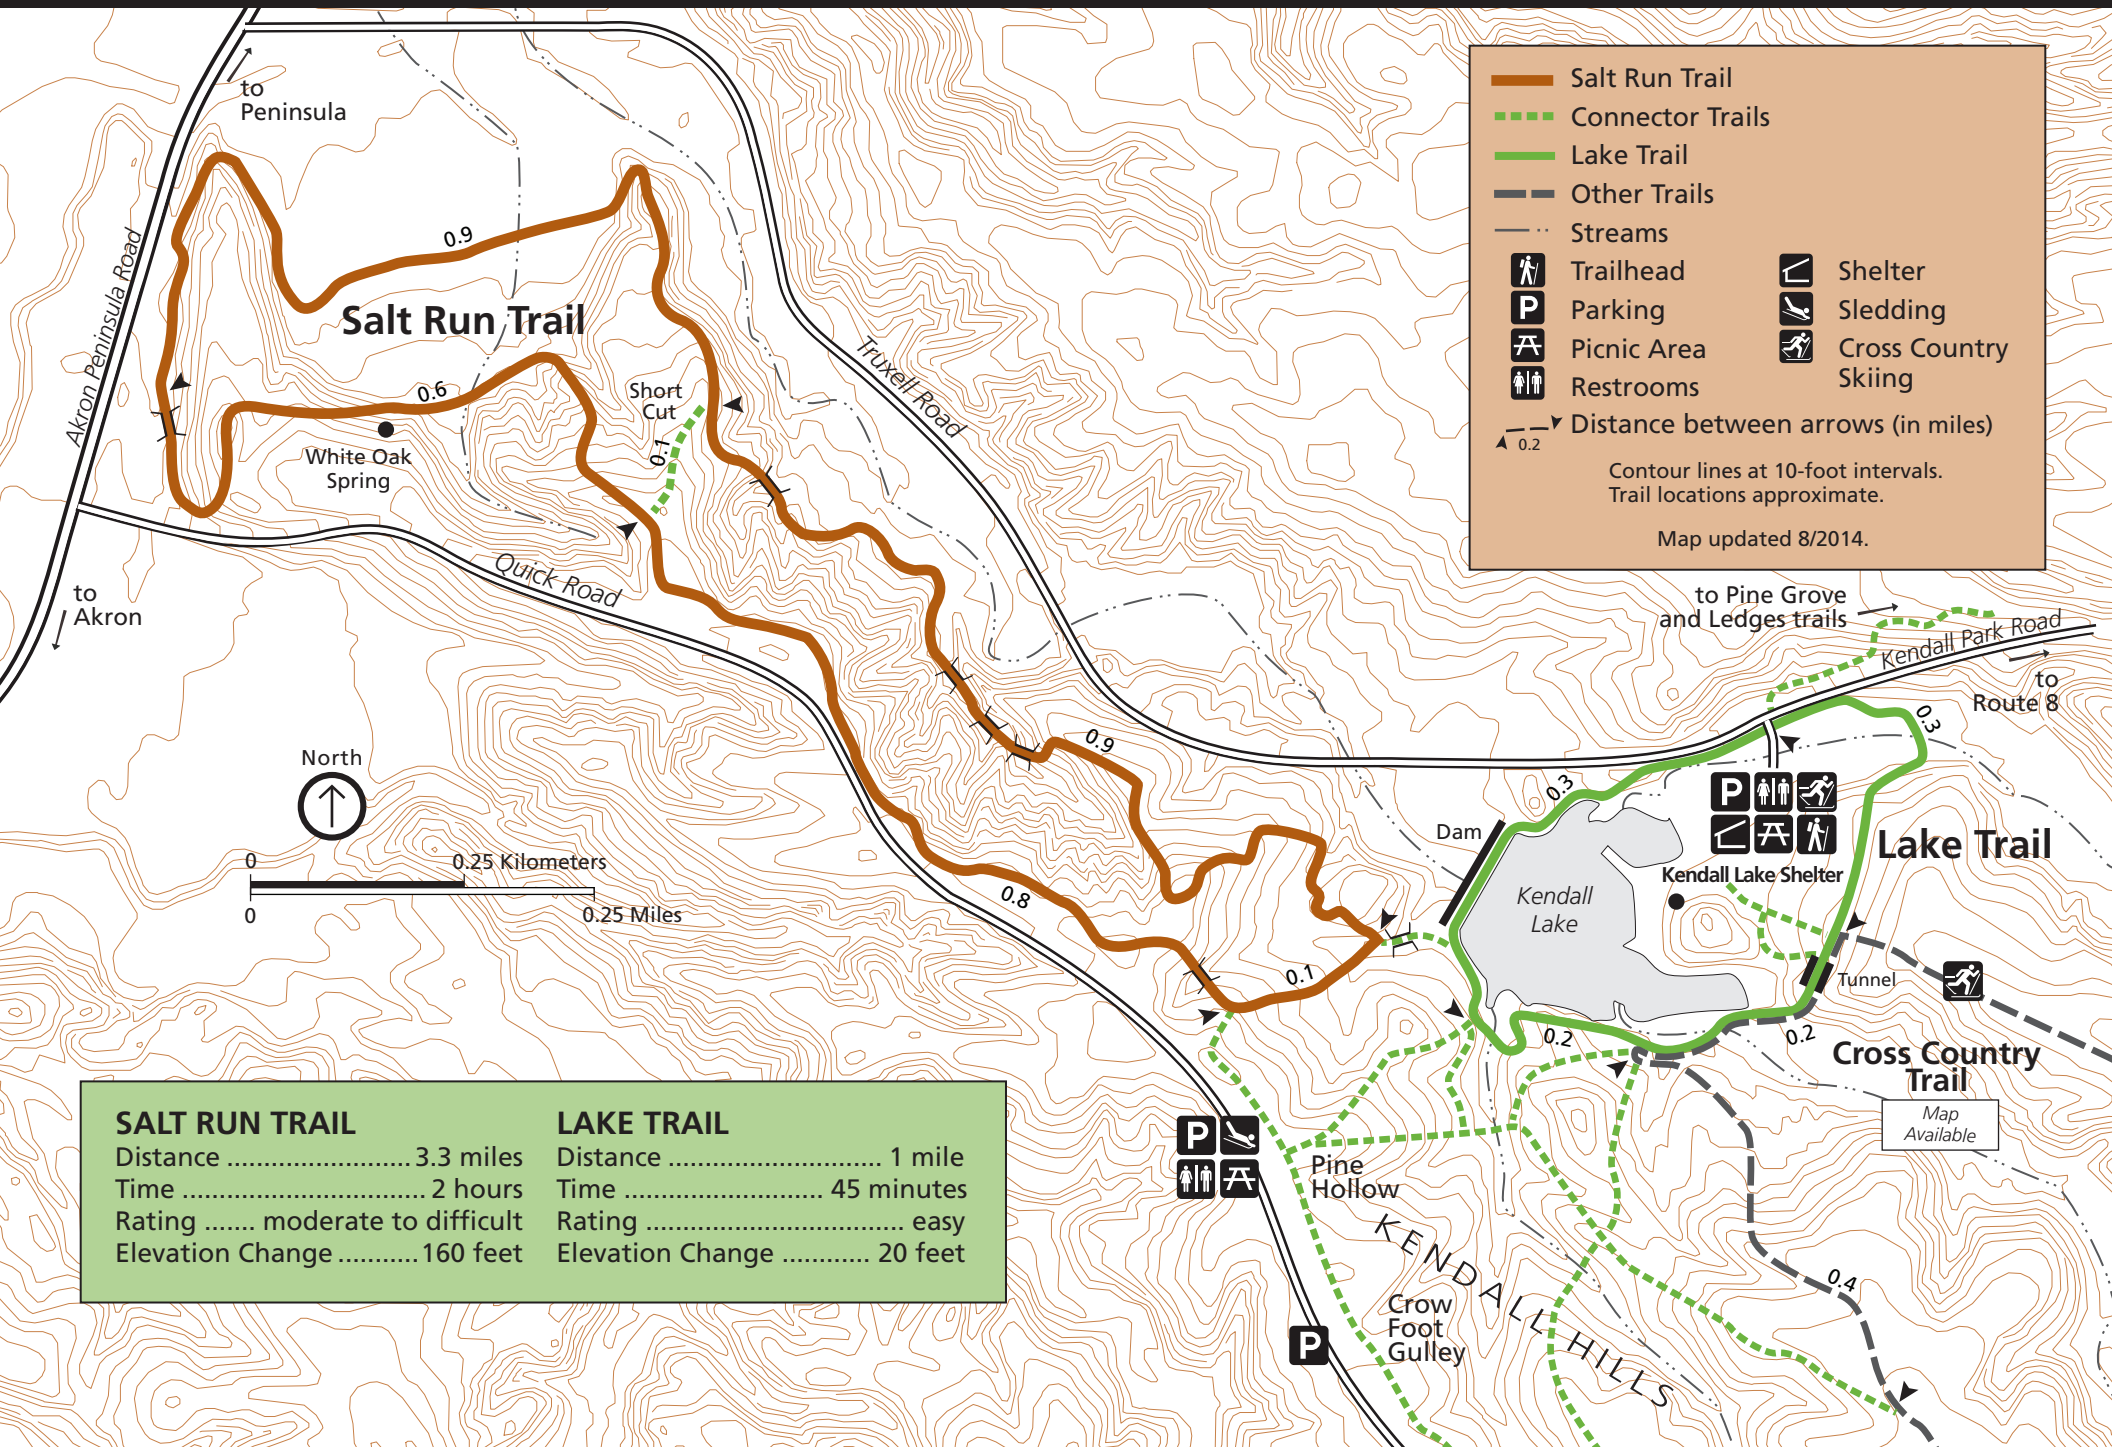 to
Peninsula
Akron Peninsula Road
0.9
Salt Run Trail
0.6
White Oak
Spring
Short
Cut
0.1
Truxell Road
Quick Road
to
Akron
North
0
0.25 Kilometers
0
0.25 Miles
0.9
0.8
0.1
Salt Run Trail
Connector Trails
Lake Trail
Other Trails
Streams
Trailhead
P
Parking
Picnic Area
Restrooms
Shelter
Sledding
Cross Country
Skiing
0.2
Distance between arrows (in miles)
Contour lines at 10-foot intervals.
Trail locations approximate.
Map updated 8/2014.
to Pine Grove
and Ledges trails
Kendall Park Road
to
Route 8
0.3
0.3
Dam
P
Lake Trail
Kendall Lake Shelter
Kendall
Lake
Tunnel
0.2
0.2
Cross Country
Trail
Map
Available
P
Pine
Hollow
KENDALL HILLS
0.4
Crow
Foot
Gulley
P
SALT RUN TRAIL
Distance ......................... 3.3 miles
Time ................................. 2 hours
Rating ....... moderate to difficult
Elevation Change ........... 160 feet
LAKE TRAIL
Distance ............................. 1 mile
Time ........................... 45 minutes
Rating ................................... easy
Elevation Change ............ 20 feet